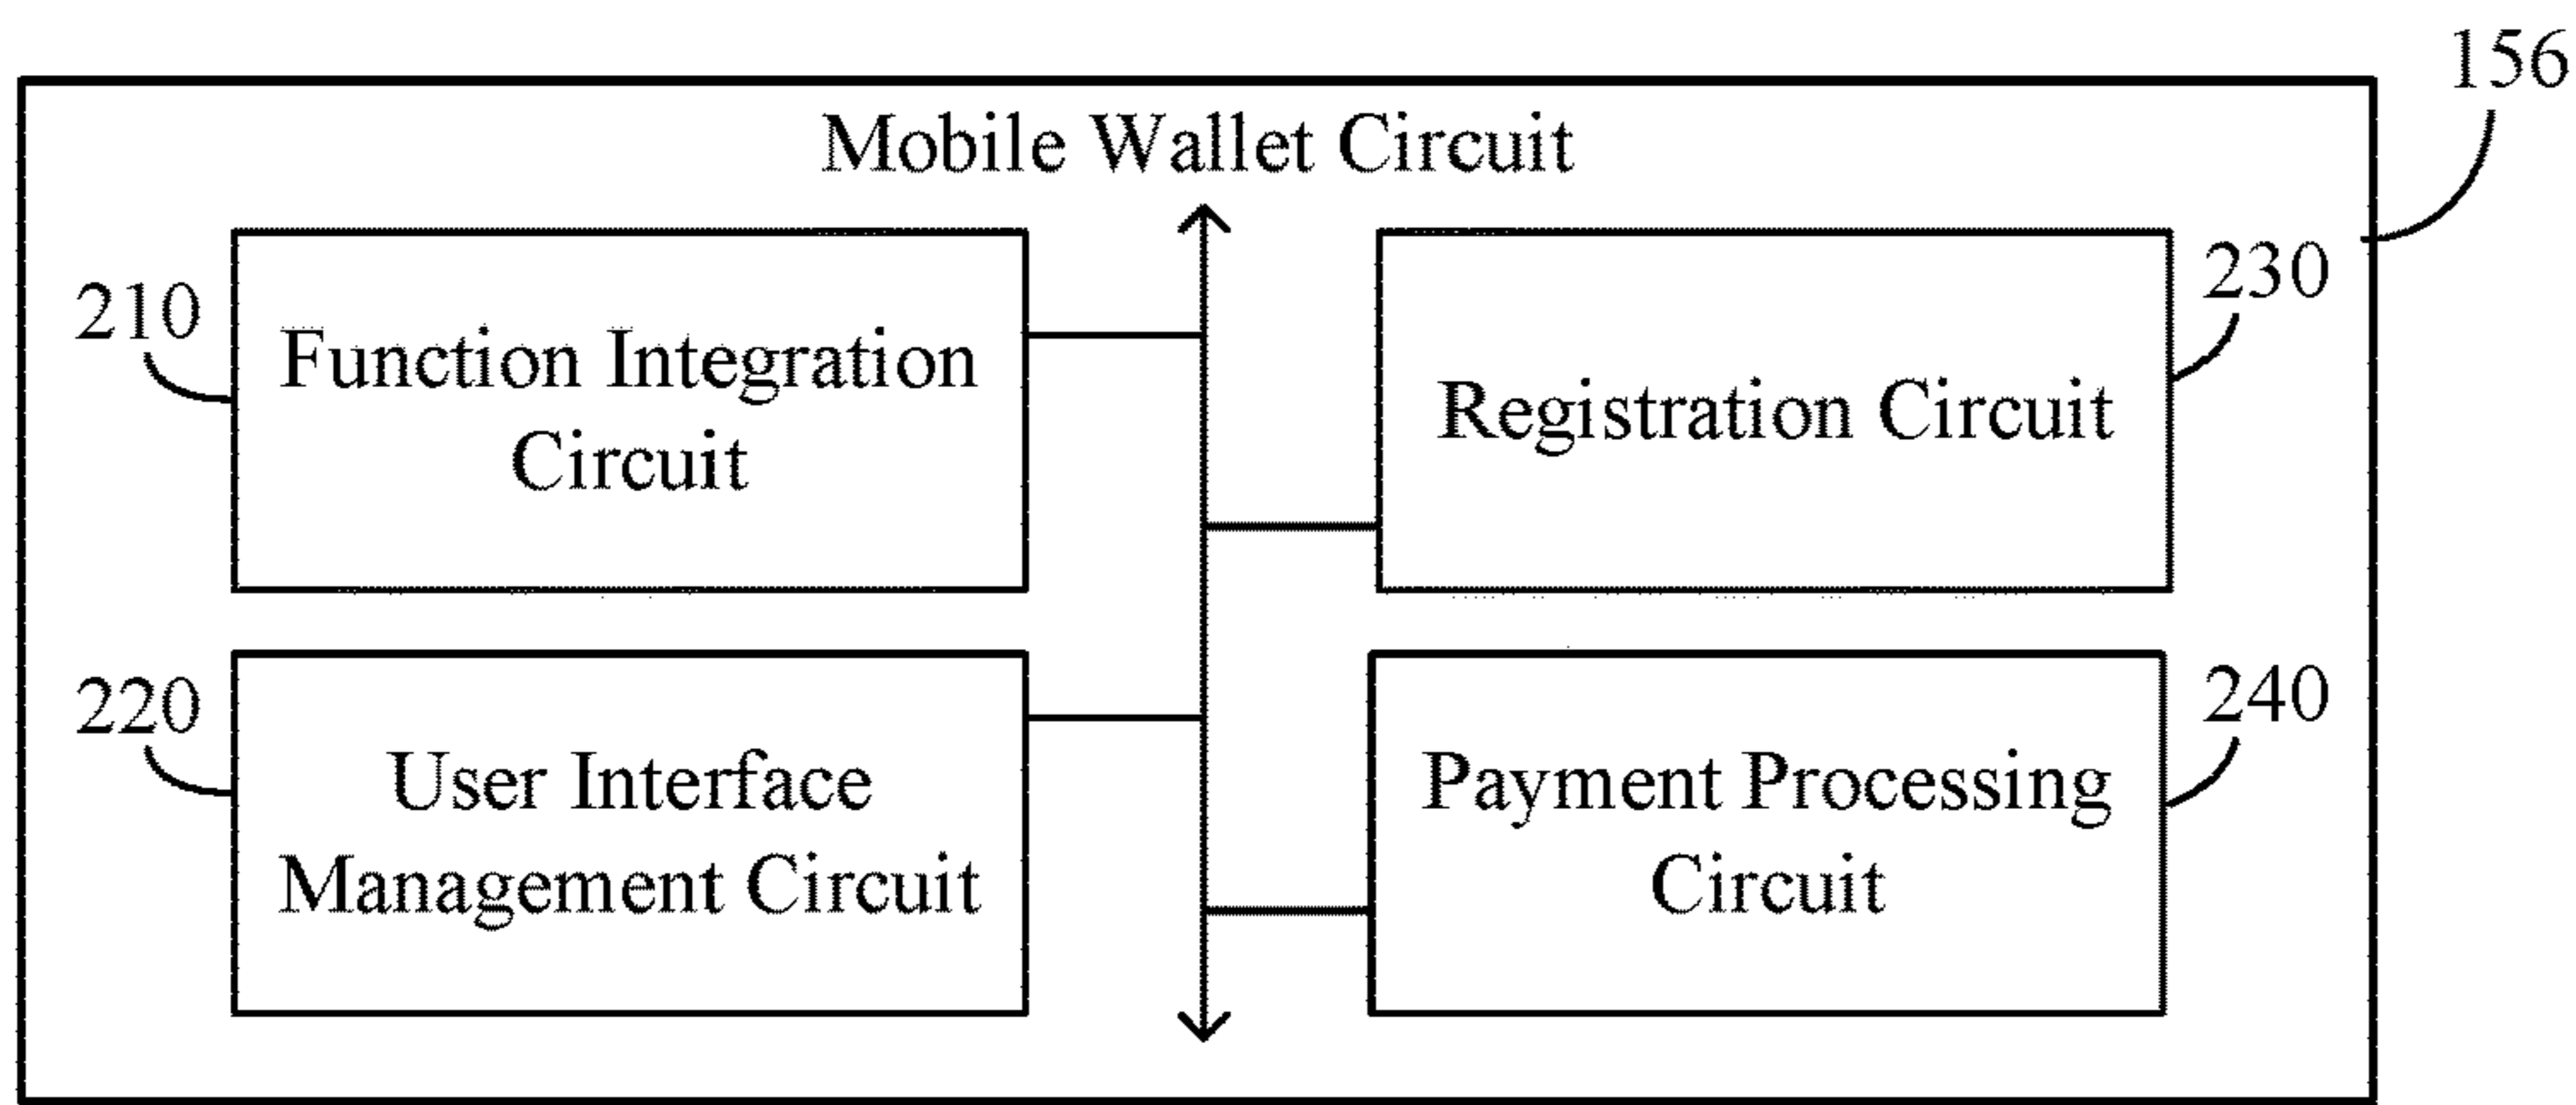 156
Mobile Wallet Circuit
210
Function Integration
Circuit
230
Registration Circuit
220
User Interface
Management Circuit
240
Payment Processing
Circuit